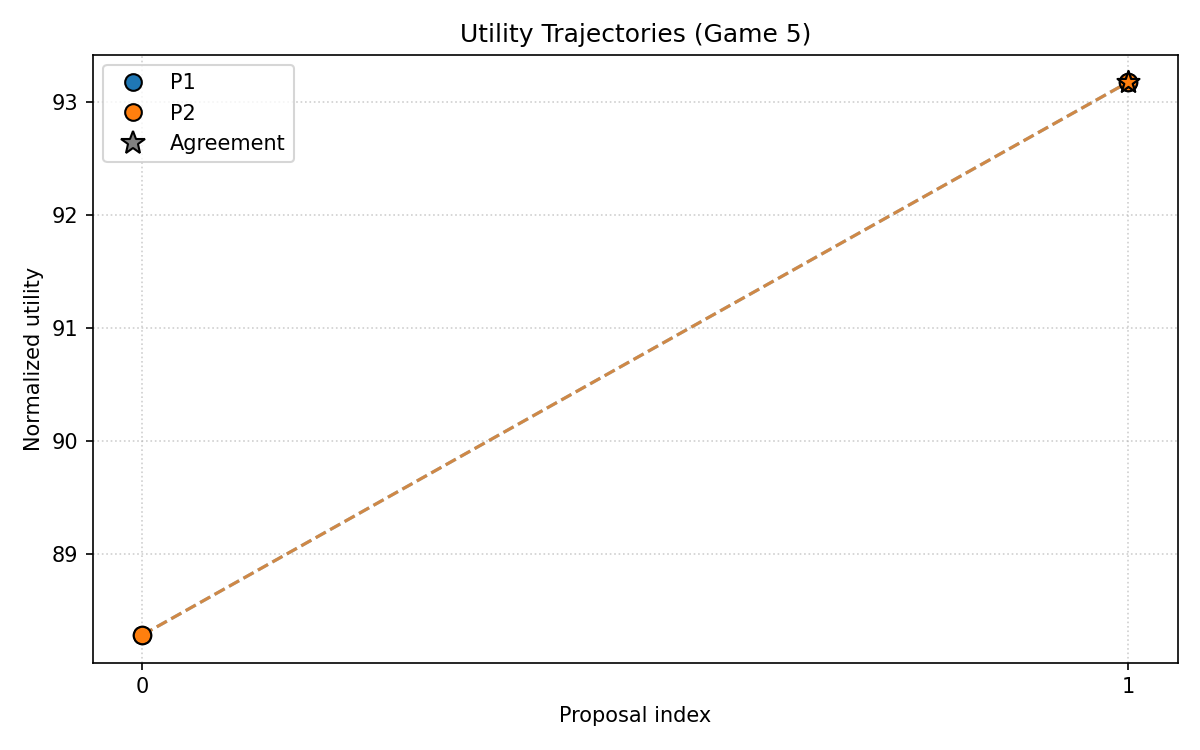 Utility Trajectories (Game 5)
P1
P2
Agreement
93
92
91
90
89
Normalized utility
0
1
Proposal index